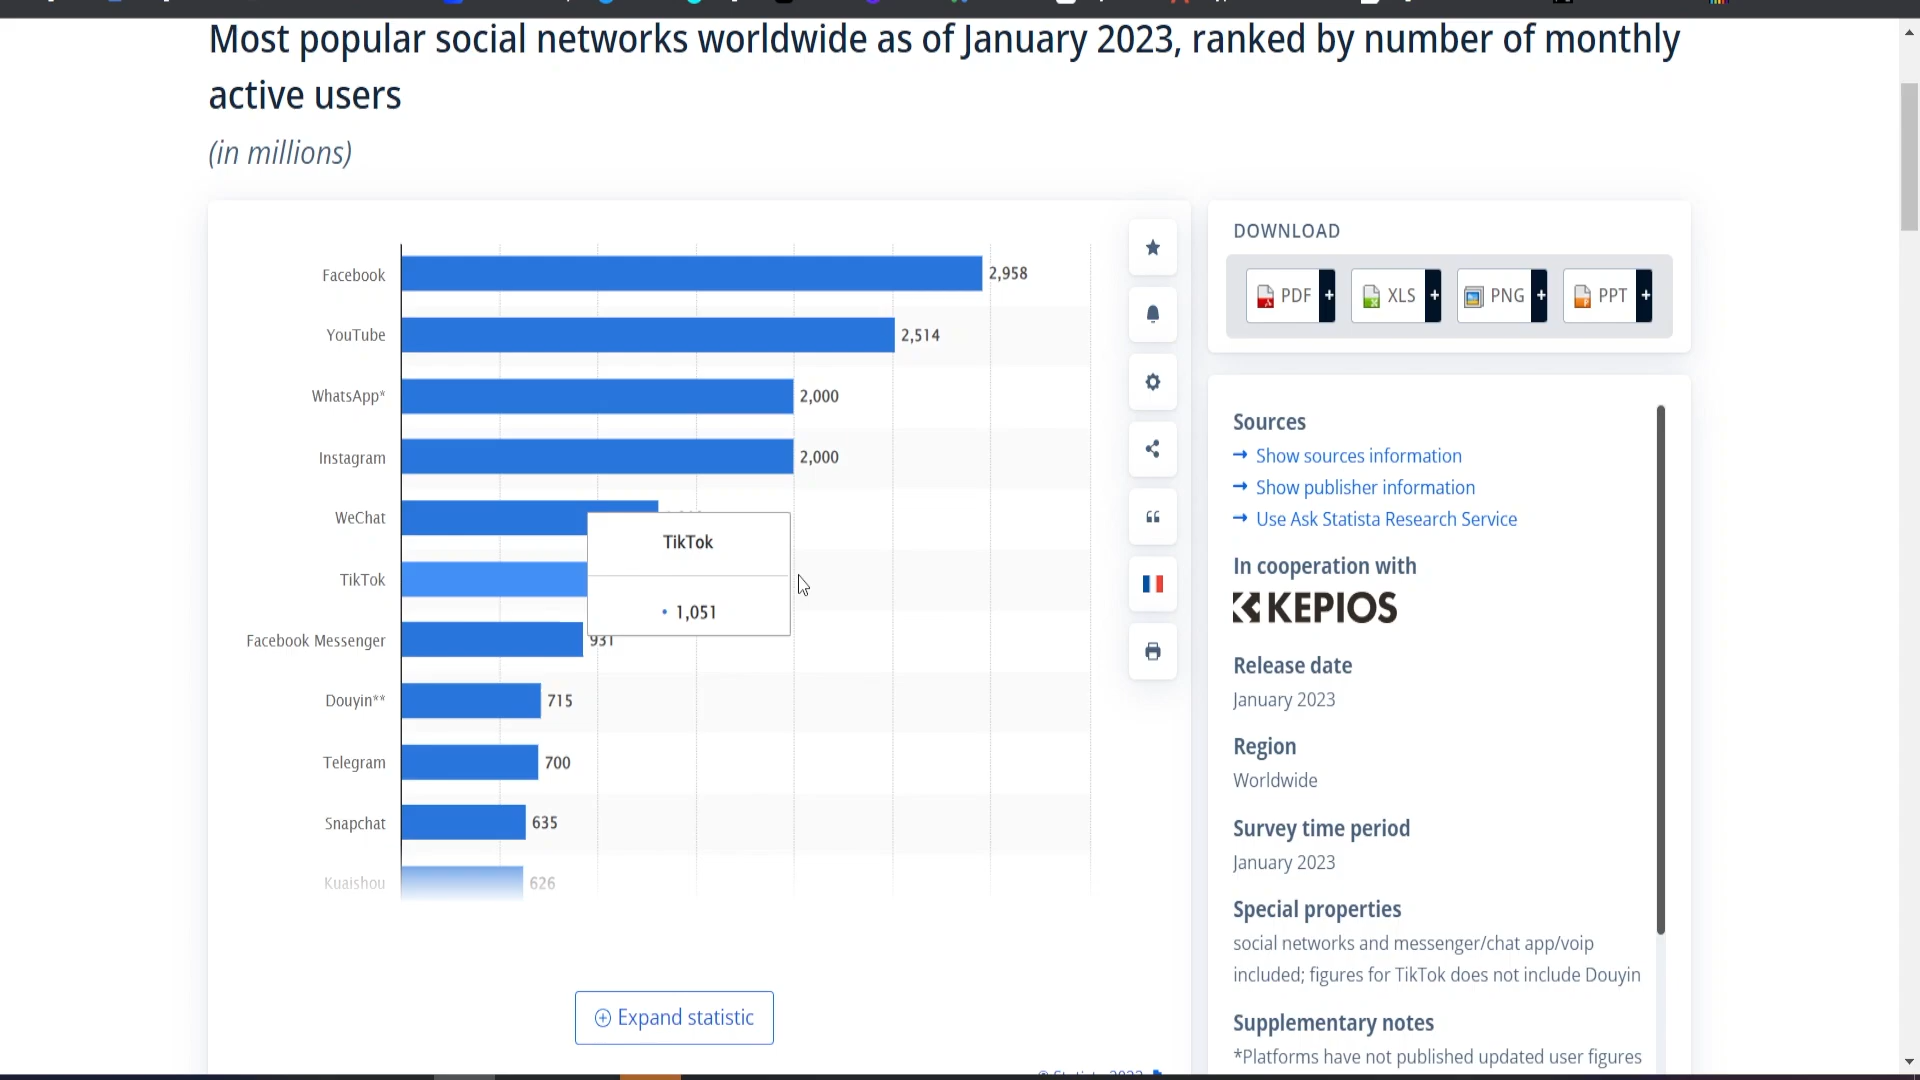 Most popular social networks worldwide as of January 2023, ranked by number of monthly
active users
(in millions)
Facebook 2,958
YouTube 2,514
WhatsApp* 2,000
Instagram 2,000
WeChat
TikTok
TikTok
• 1,051
Facebook Messenger 931
Douyin** 715
Telegram 700
Snapchat 635
Kuaishou 626
Expand statistic
DOWNLOAD
PDF + XLS + PNG + PPT +
Sources
→ Show sources information
→ Show publisher information
→ Use Ask Statista Research Service
In cooperation with
KEPIOS
Release date
January 2023
Region
Worldwide
Survey time period
January 2023
Special properties
social networks and messenger/chat app/voip
included; figures for TikTok does not include Douyin
Supplementary notes
*Platforms have not published updated user figures
© Statista 2023